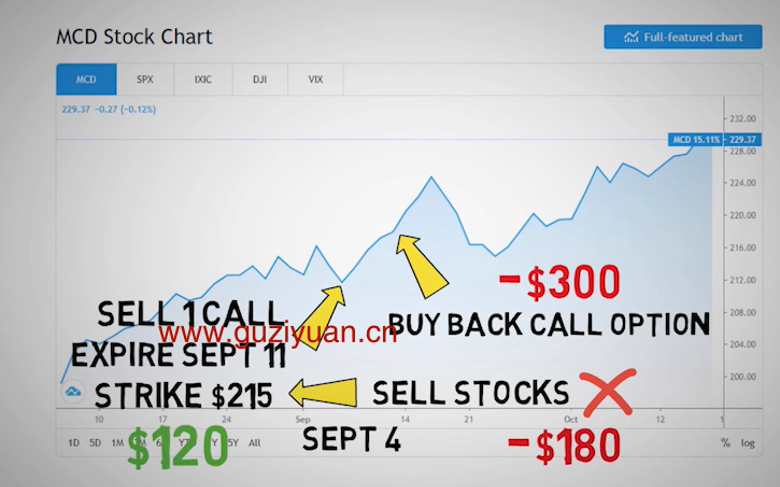 MCD Stock Chart
Full-featured chart
MCD SPX IXIC DJI VIX
229.37 −0.27 (−0.12%)
232.00
MCD 15.11% 229.37
228.00
224.00
220.00
216.00
212.00
208.00
204.00
200.00
-$300
BUY BACK CALL OPTION
SELL 1 CALL
www.guziyuan.cn
EXPIRE SEPT 11
STRIKE $215
SELL STOCKS
10 17 24 Sep 14 21 Oct 12 1
SEPT 4
-$180
$120
1D 5D 1M 5Y All
% log